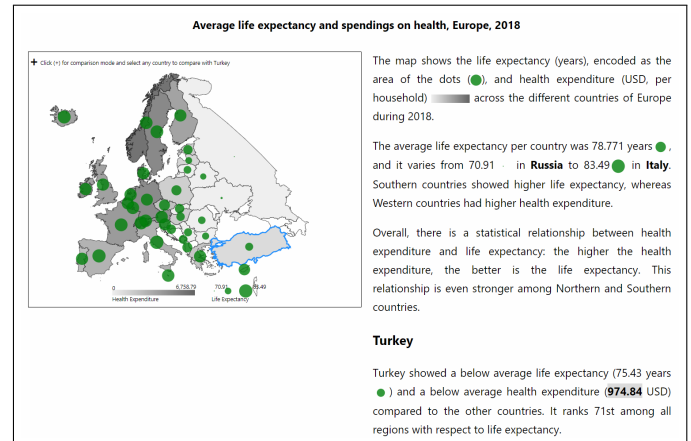 Average life expectancy and spendings on health, Europe, 2018
+ Click (+) for comparison mode and select any country to compare with Turkey
0 6,756.79
Health Expenditure
70.91 83.49
Life Expectancy
The map shows the life expectancy (years), encoded as the
area of the dots ( ), and health expenditure (USD, per
household) across the different countries of Europe
during 2018.
The average life expectancy per country was 78.771 years ,
and it varies from 70.91 in Russia to 83.49 in Italy.
Southern countries showed higher life expectancy, whereas
Western countries had higher health expenditure.
Overall, there is a statistical relationship between health
expenditure and life expectancy: the higher the health
expenditure, the better is the life expectancy. This
relationship is even stronger among Northern and Southern
countries.
Turkey
Turkey showed a below average life expectancy (75.43 years
) and a below average health expenditure (974.84 USD)
compared to the other countries. It ranks 71st among all
regions with respect to life expectancy.